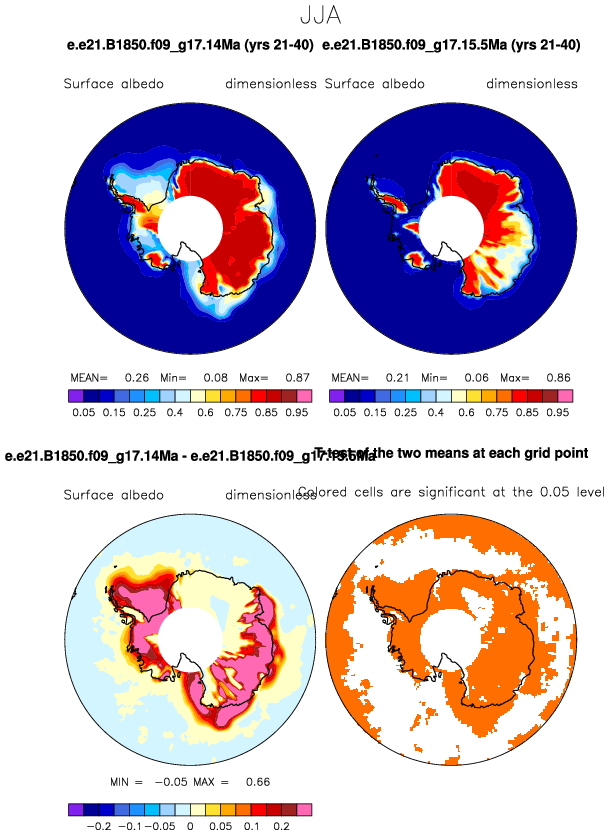 JJA
e.e21.B1850.f09_g17.14Ma (yrs 21-40) e.e21.B1850.f09_g17.15.5Ma (yrs 21-40)
Surface albedo dimensionless Surface albedo dimensionless
MEAN= 0.26 Min= 0.08 Max= 0.87 MEAN= 0.21 Min= 0.06 Max= 0.86
0.05 0.15 0.25 0.4 0.6 0.75 0.85 0.95 0.05 0.15 0.25 0.4 0.6 0.75 0.85 0.95
e.e21.B1850.f09_g17.14Ma - e.e21.B1850.f09_g17.15.5Ma T-test of the two means at each grid point
Surface albedo dimensionless Colored cells are significant at the 0.05 level
MIN = -0.05 MAX = 0.66
-0.2 -0.1 -0.05 0 0.05 0.1 0.2